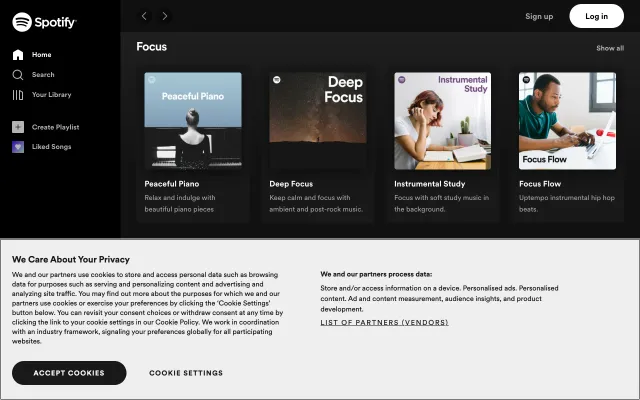 Spotify
Home
Search
Your Library
Create Playlist
Liked Songs
Sign up
Log in
Focus
Show all
Peaceful Piano
Deep
Focus
Instrumental
Study
Focus Flow
Peaceful Piano
Relax and indulge with
beautiful piano pieces
Deep Focus
Keep calm and focus with
ambient and post-rock music.
Instrumental Study
Focus with soft study music in
the background.
Focus Flow
Uptempo instrumental hip hop
beats.
We Care About Your Privacy
We and our partners use cookies to store and access personal data such as browsing
data for purposes such as serving and personalizing content and advertising and
analyzing site traffic. You may find out more about the purposes for which we and our
partners use cookies or exercise your preferences by clicking the 'Cookie Settings'
button below. You can revisit your consent choices or withdraw consent at any time by
clicking the link to your cookie settings in our Cookie Policy. We work in coordination
with an industry framework, signaling your preferences globally for all participating
websites.
We and our partners process data:
Store and/or access information on a device. Personalised ads. Personalised
content. Ad and content measurement, audience insights, and product
development.
LIST OF PARTNERS (VENDORS)
ACCEPT COOKIES
COOKIE SETTINGS